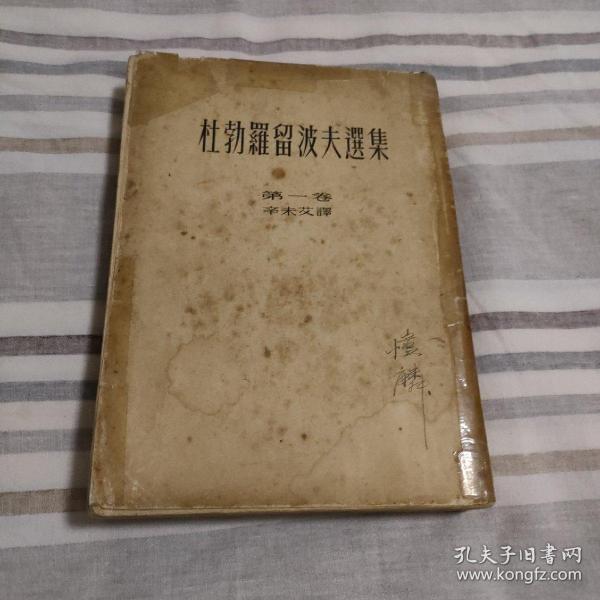 杜勃羅留波夫選集
第一卷
辛未艾譯
麟
孔夫子旧书网
www.kongfz.com